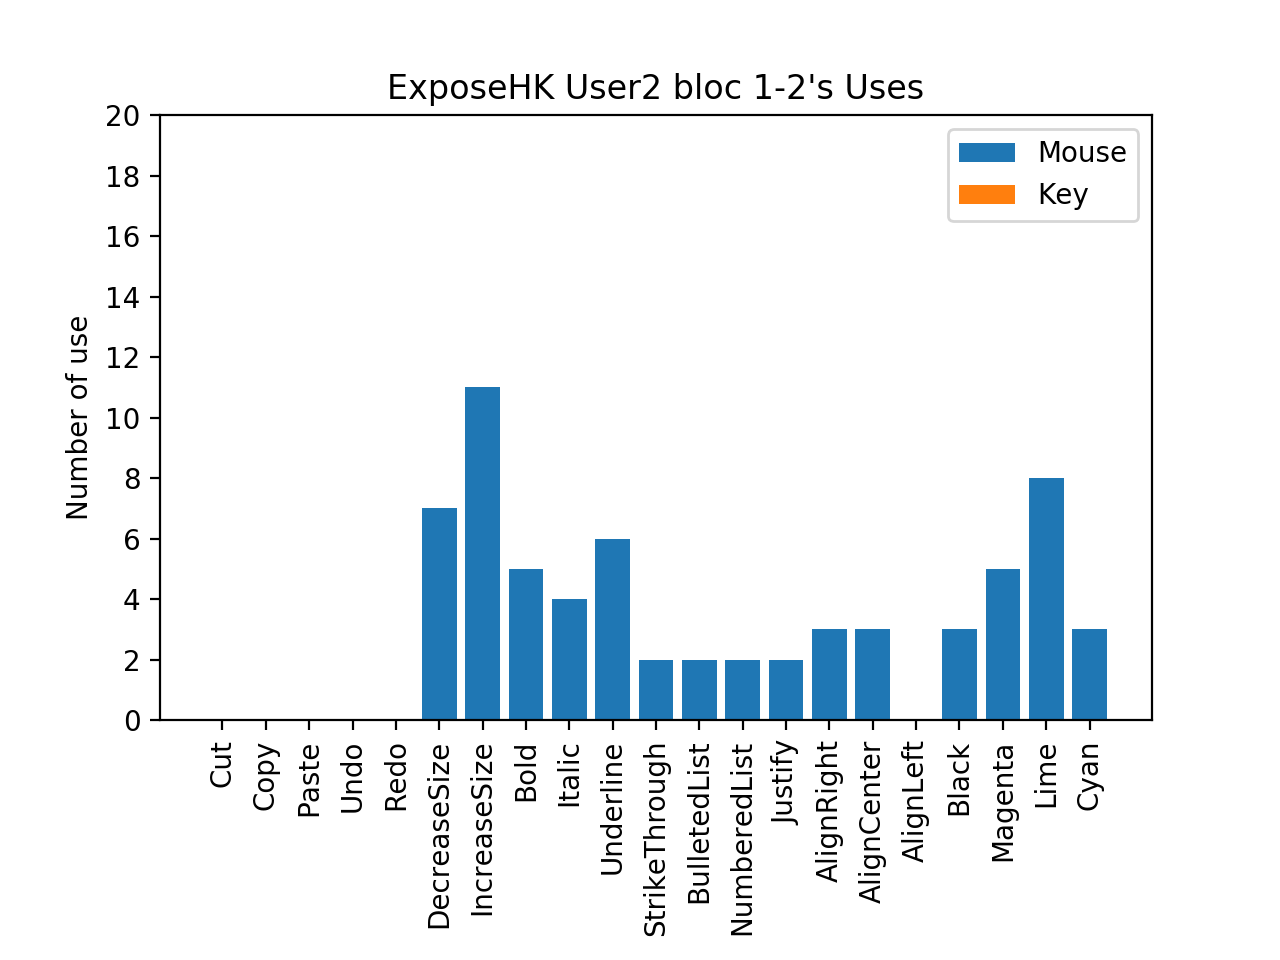 ExposeHK User2 bloc 1-2's Uses
Mouse
Key
Number of use
20
18
16
14
12
10
8
6
4
2
0
Cut
Copy
Paste
Undo
Redo
DecreaseSize
IncreaseSize
Bold
Italic
Underline
StrikeThrough
BulletedList
NumberedList
Justify
AlignRight
AlignCenter
AlignLeft
Black
Magenta
Lime
Cyan